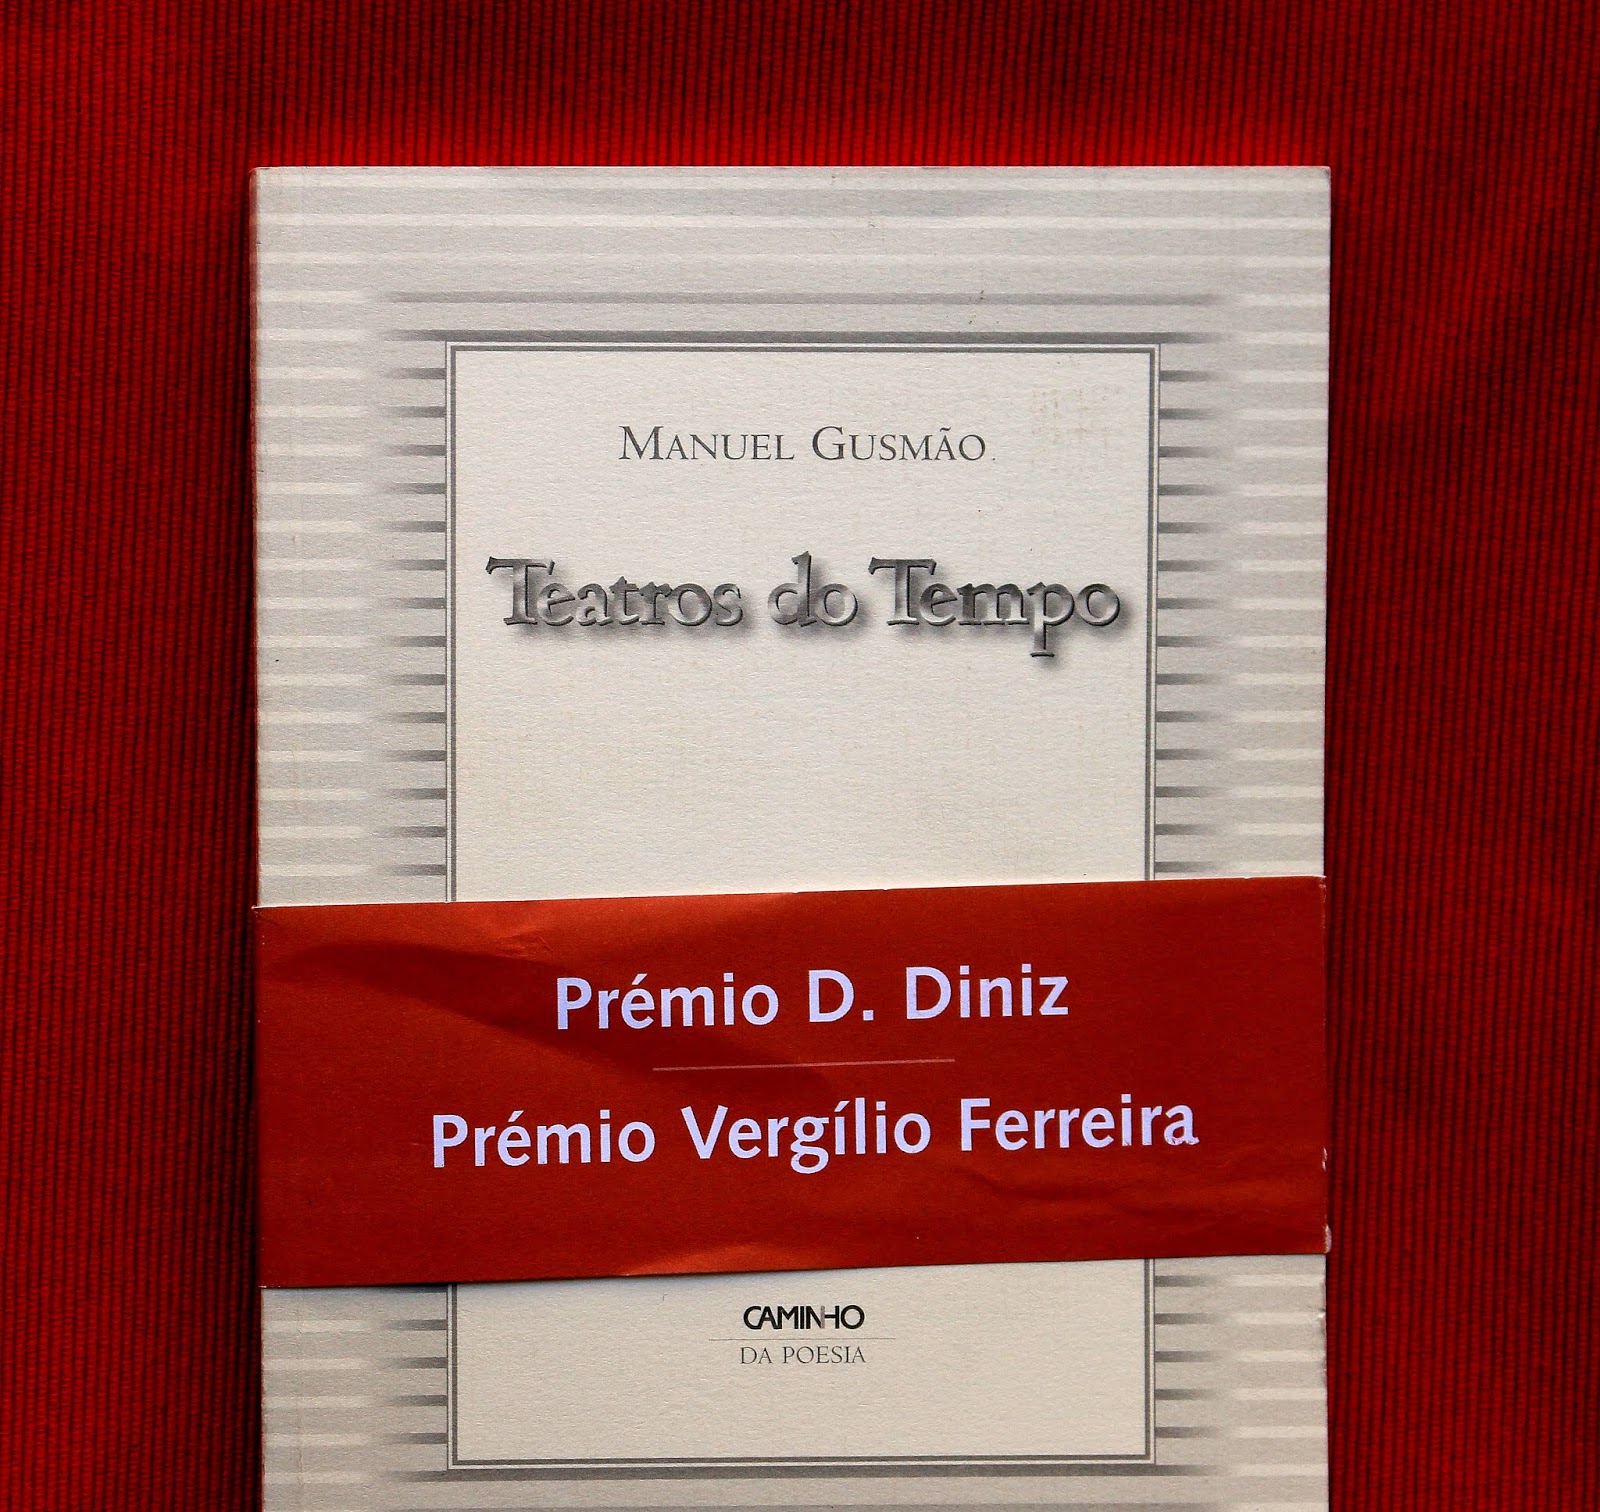 MANUEL GUSMÃO
Teatros do Tempo
Prémio D. Diniz
Prémio Vergílio Ferreira
CAMINHO
DA POESIA